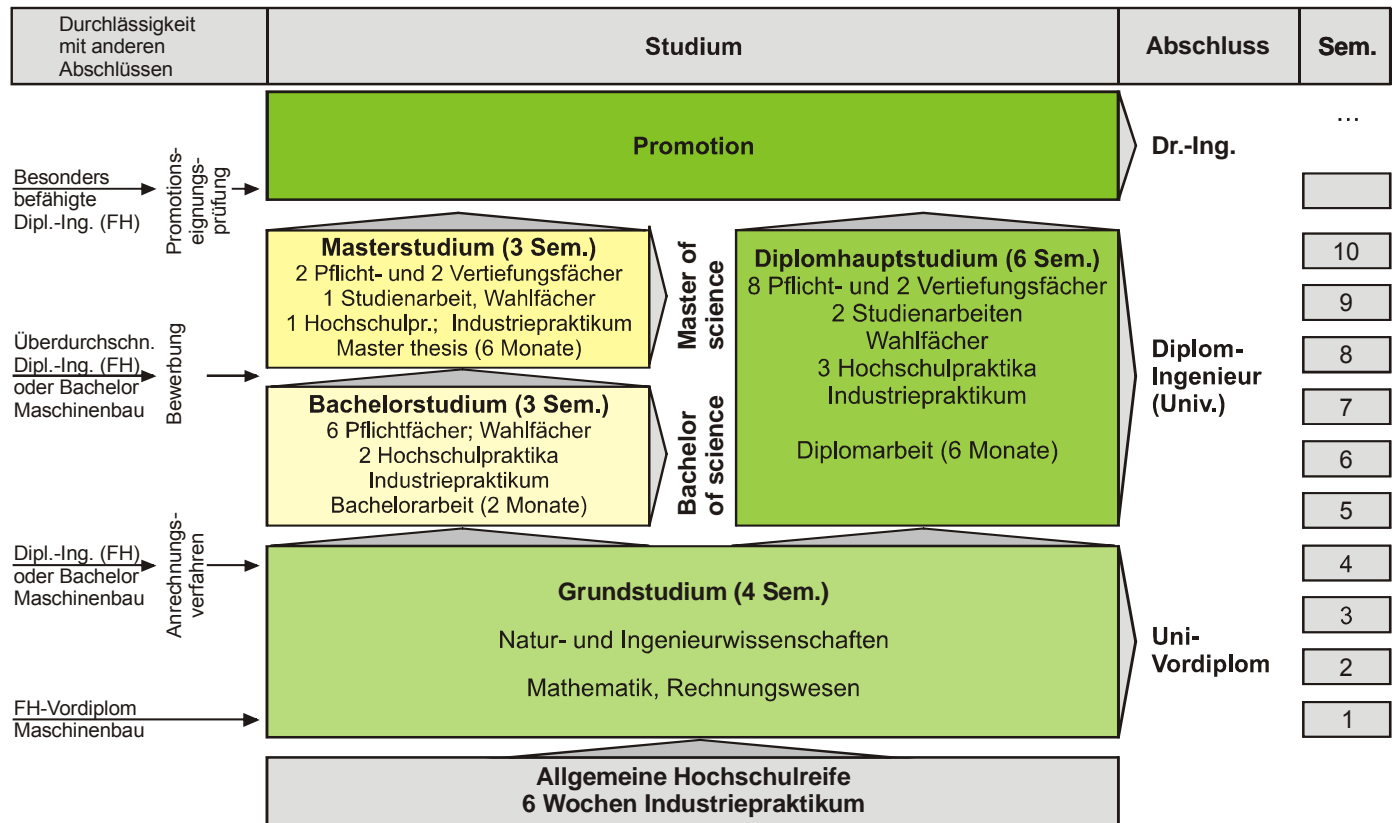 Durchlässigkeit
mit anderen
Abschlüssen
Studium
Abschluss
Sem.
Promotion
Dr.-Ing.
...
Besonders
befähigte
Dipl.-Ing. (FH)
Promotions-
eignungs-
prüfung
Masterstudium (3 Sem.)
2 Pflicht- und 2 Vertiefungsfächer
1 Studienarbeit, Wahlfächer
1 Hochschulpr.; Industriepraktikum
Master thesis (6 Monate)
Master of
science
Diplomhauptstudium (6 Sem.)
8 Pflicht- und 2 Vertiefungsfächer
2 Studienarbeiten
Wahlfächer
3 Hochschulpraktika
Industriepraktikum
Diplomarbeit (6 Monate)
Diplom-
Ingenieur
(Univ.)
10
9
8
7
6
5
Überdurchschn.
Dipl.-Ing. (FH)
oder Bachelor
Maschinenbau
Bewerbung
Bachelorstudium (3 Sem.)
6 Pflichtfächer; Wahlfächer
2 Hochschulpraktika
Industriepraktikum
Bachelorarbeit (2 Monate)
Bachelor
of science
Dipl.-Ing. (FH)
oder Bachelor
Maschinenbau
Anrechnungs-
verfahren
Grundstudium (4 Sem.)
Natur- und Ingenieurwissenschaften
Mathematik, Rechnungswesen
Uni-
Vordiplom
4
3
2
1
FH-Vordiplom
Maschinenbau
Allgemeine Hochschulreife
6 Wochen Industriepraktikum